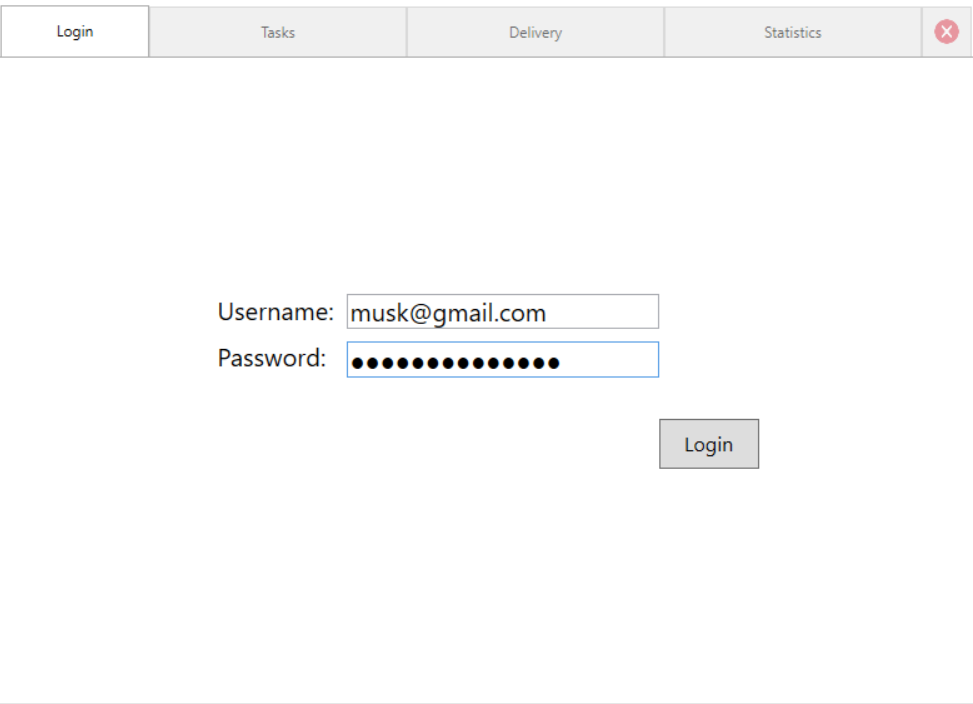 Login Tasks Delivery Statistics
Username: musk@gmail.com
Password: ●●●●●●●●●●●●●●
Login